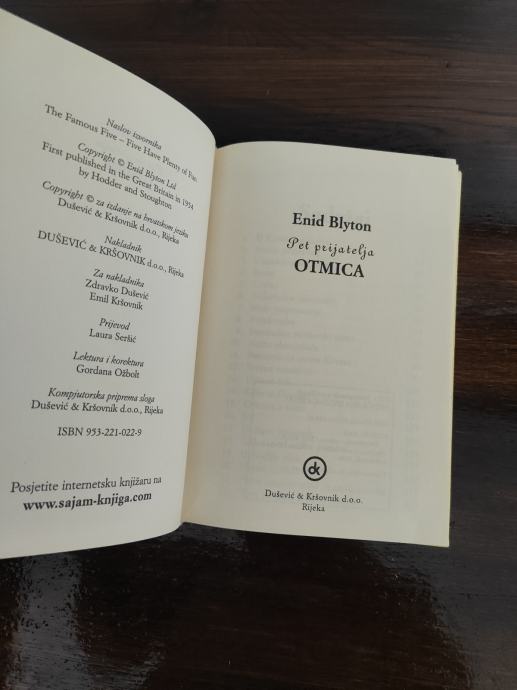 Naslov izvornika
The Famous Five – Five Have Plenty of Fun
Copyright © Enid Blyton Ltd
First published in the Great Britain in 1954
by Hodder and Stoughton
Copyright © za izdanje na hrvatskom jeziku
Dušević & Kršovnik d.o.o., Rijeka
Nakladnik
DUŠEVIĆ & KRŠOVNIK d.o.o., Rijeka
Za nakladnika
Zdravko Dušević
Emil Kršovnik
Prijevod
Laura Seršić
Lektura i korektura
Gordana Ožbolt
Kompjutorska priprema sloga
Dušević & Kršovnik d.o.o., Rijeka
ISBN 953-221-022-9
Posjetite internetsku knjižaru na
www.sajam-knjiga.com
Enid Blyton
Pet prijatelja
OTMICA
dk
Dušević & Kršovnik d.o.o.
Rijeka